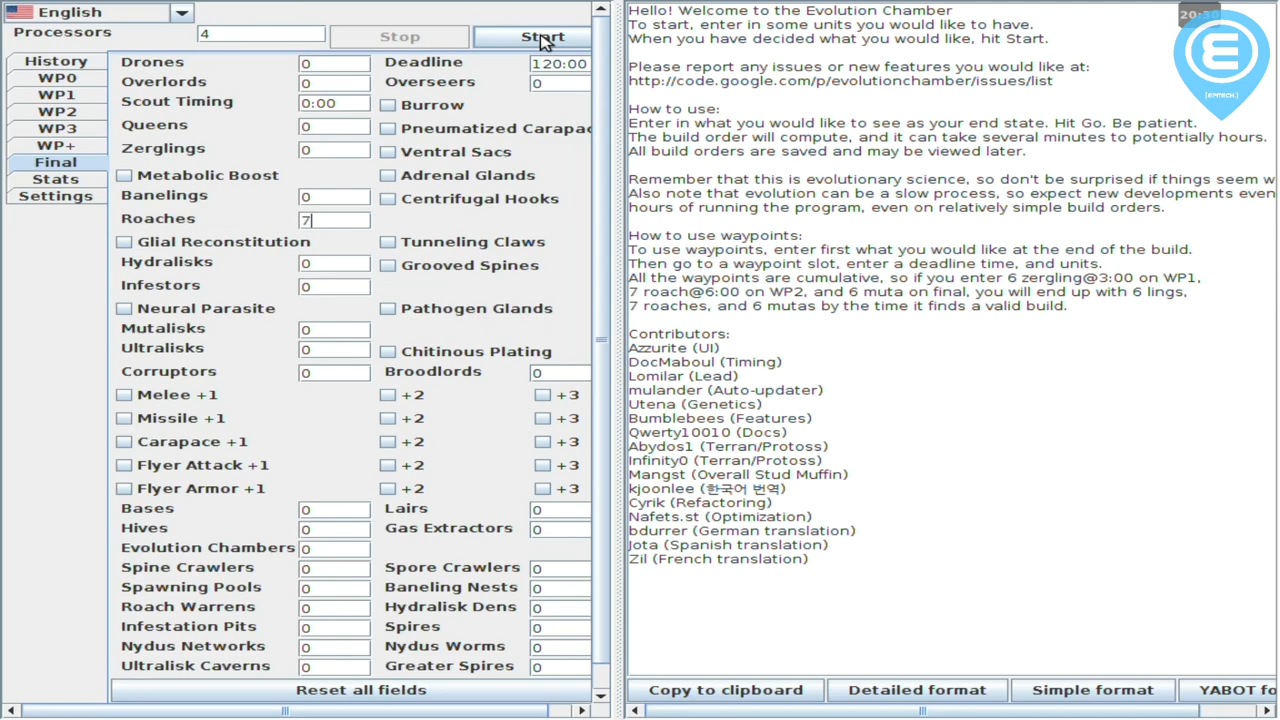 English
Processors 4 Stop Start
History
WP0
WP1
WP2
WP3
WP+
Final
Stats
Settings
Drones 0 Deadline 120:00
Overlords 0 Overseers 0
Scout Timing 0:00 Burrow
Queens 0 Pneumatized Carapac
Zerglings 0 Ventral Sacs
Metabolic Boost Adrenal Glands
Banelings 0 Centrifugal Hooks
Roaches 7
Glial Reconstitution Tunneling Claws
Hydralisks 0 Grooved Spines
Infestors 0
Neural Parasite Pathogen Glands
Mutalisks 0
Ultralisks 0 Chitinous Plating
Corruptors 0 Broodlords 0
Melee +1 +2 +3
Missile +1 +2 +3
Carapace +1 +2 +3
Flyer Attack +1 +2 +3
Flyer Armor +1 +2 +3
Bases 0 Lairs 0
Hives 0 Gas Extractors 0
Evolution Chambers 0
Spine Crawlers 0 Spore Crawlers 0
Spawning Pools 0 Baneling Nests 0
Roach Warrens 0 Hydralisk Dens 0
Infestation Pits 0 Spires 0
Nydus Networks 0 Nydus Worms 0
Ultralisk Caverns 0 Greater Spires 0
Reset all fields
Hello! Welcome to the Evolution Chamber
To start, enter in some units you would like to have.
When you have decided what you would like, hit Start.
Please report any issues or new features you would like at:
http://code.google.com/p/evolutionchamber/issues/list
How to use:
Enter in what you would like to see as your end state. Hit Go. Be patient.
The build order will compute, and it can take several minutes to potentially hours.
All build orders are saved and may be viewed later.
Remember that this is evolutionary science, so don't be surprised if things seem w
Also note that evolution can be a slow process, so expect new developments even
hours of running the program, even on relatively simple build orders.
How to use waypoints:
To use waypoints, enter first what you would like at the end of the build.
Then go to a waypoint slot, enter a deadline time, and units.
All the waypoints are cumulative, so if you enter 6 zergling@3:00 on WP1,
7 roach@6:00 on WP2, and 6 muta on final, you will end up with 6 lings,
7 roaches, and 6 mutas by the time it finds a valid build.
Contributors:
Azzurite (UI)
DocMaboul (Timing)
Lomilar (Lead)
mulander (Auto-updater)
Utena (Genetics)
Bumblebees (Features)
Qwerty10010 (Docs)
Abydos1 (Terran/Protoss)
Infinity0 (Terran/Protoss)
Mangst (Overall Stud Muffin)
kjoonlee (한국어 번역)
Cyrik (Refactoring)
Nafets.st (Optimization)
bdurrer (German translation)
Jota (Spanish translation)
Zil (French translation)
Copy to clipboard Detailed format Simple format YABOT fo
{EPITECH.}